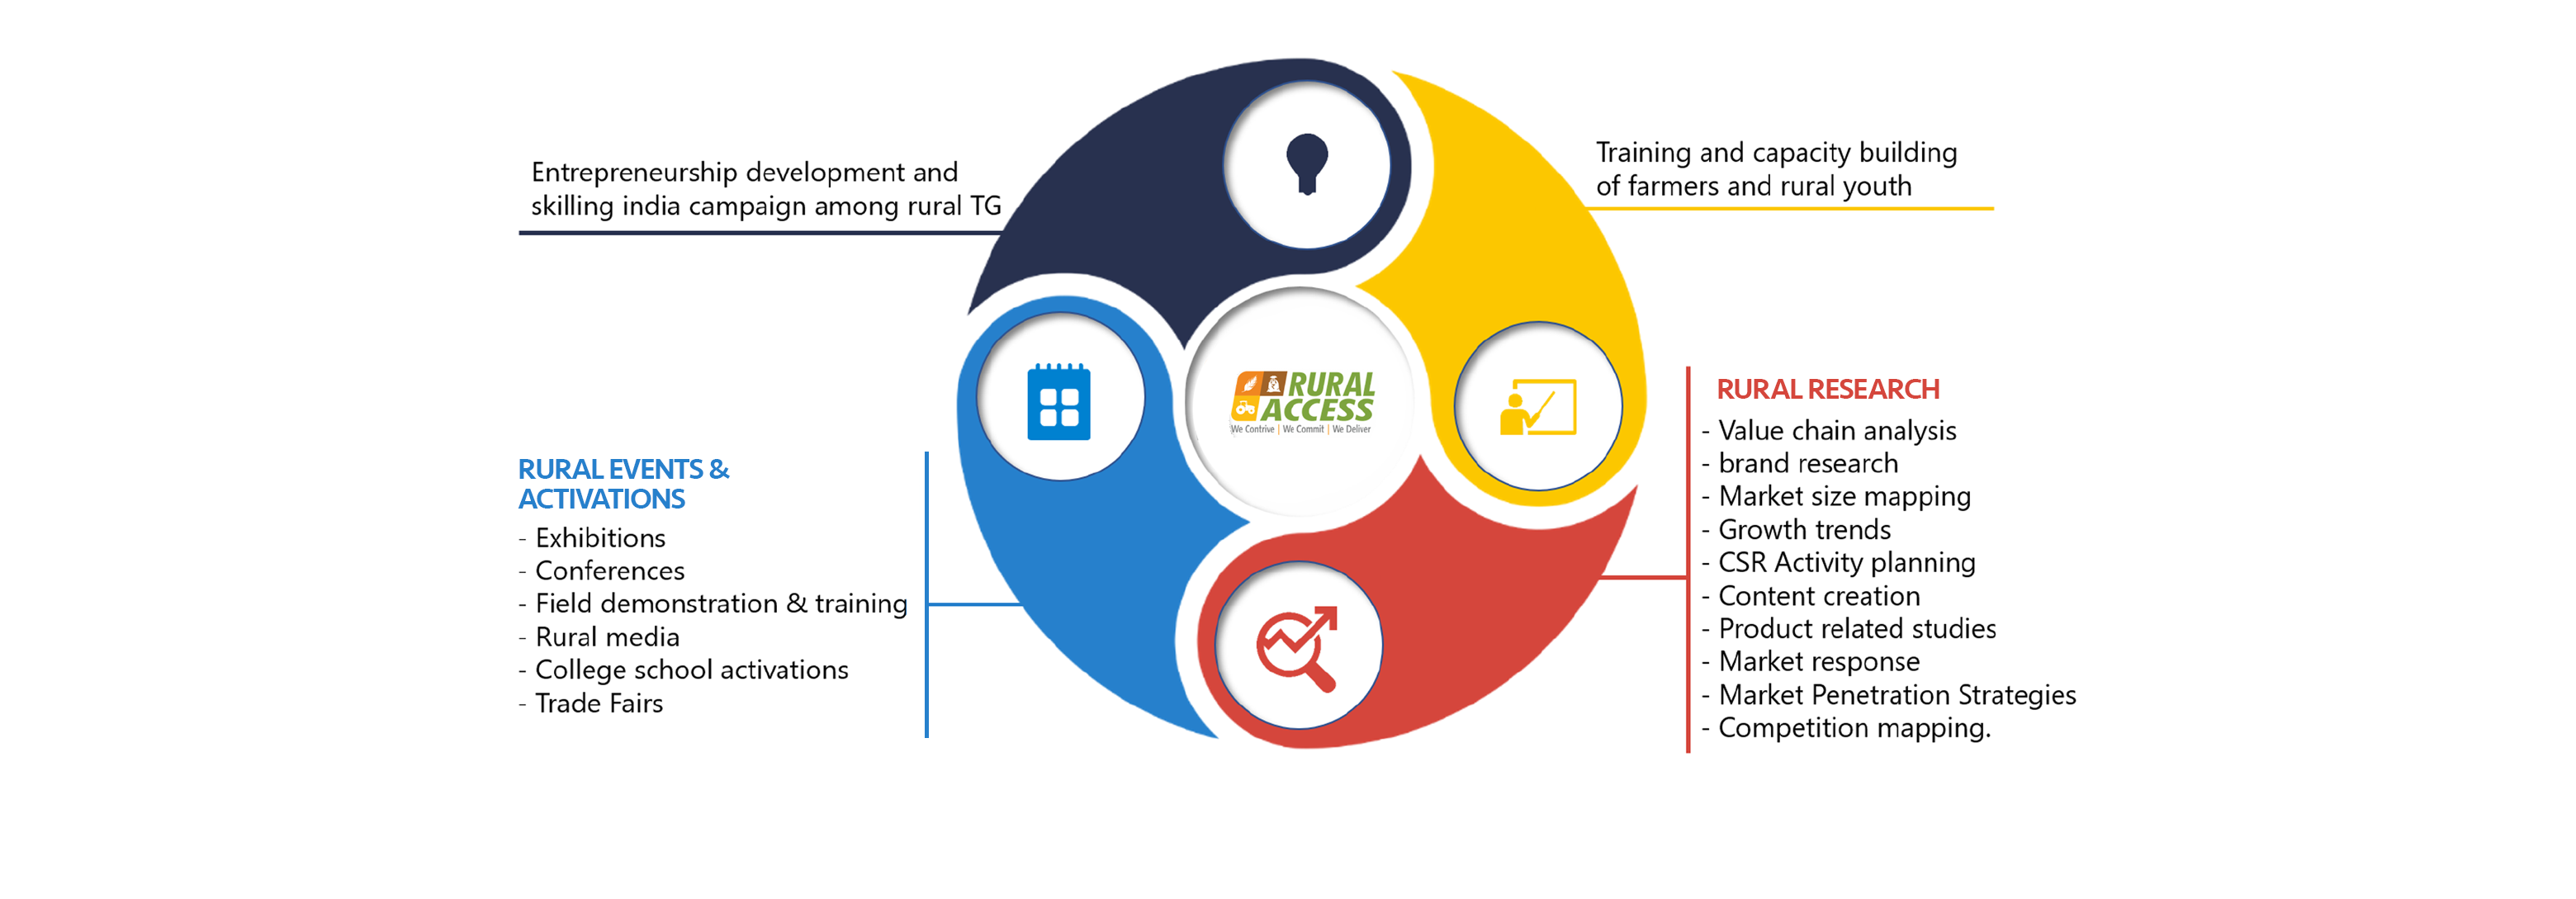 Entrepreneurship development and
skilling india campaign among rural TG
Training and capacity building
of farmers and rural youth
RURAL
ACCESS
We Contrive | We Commit | We Deliver
RURAL EVENTS &
ACTIVATIONS
- Exhibitions
- Conferences
- Field demonstration & training
- Rural media
- College school activations
- Trade Fairs
RURAL RESEARCH
- Value chain analysis
- brand research
- Market size mapping
- Growth trends
- CSR Activity planning
- Content creation
- Product related studies
- Market response
- Market Penetration Strategies
- Competition mapping.